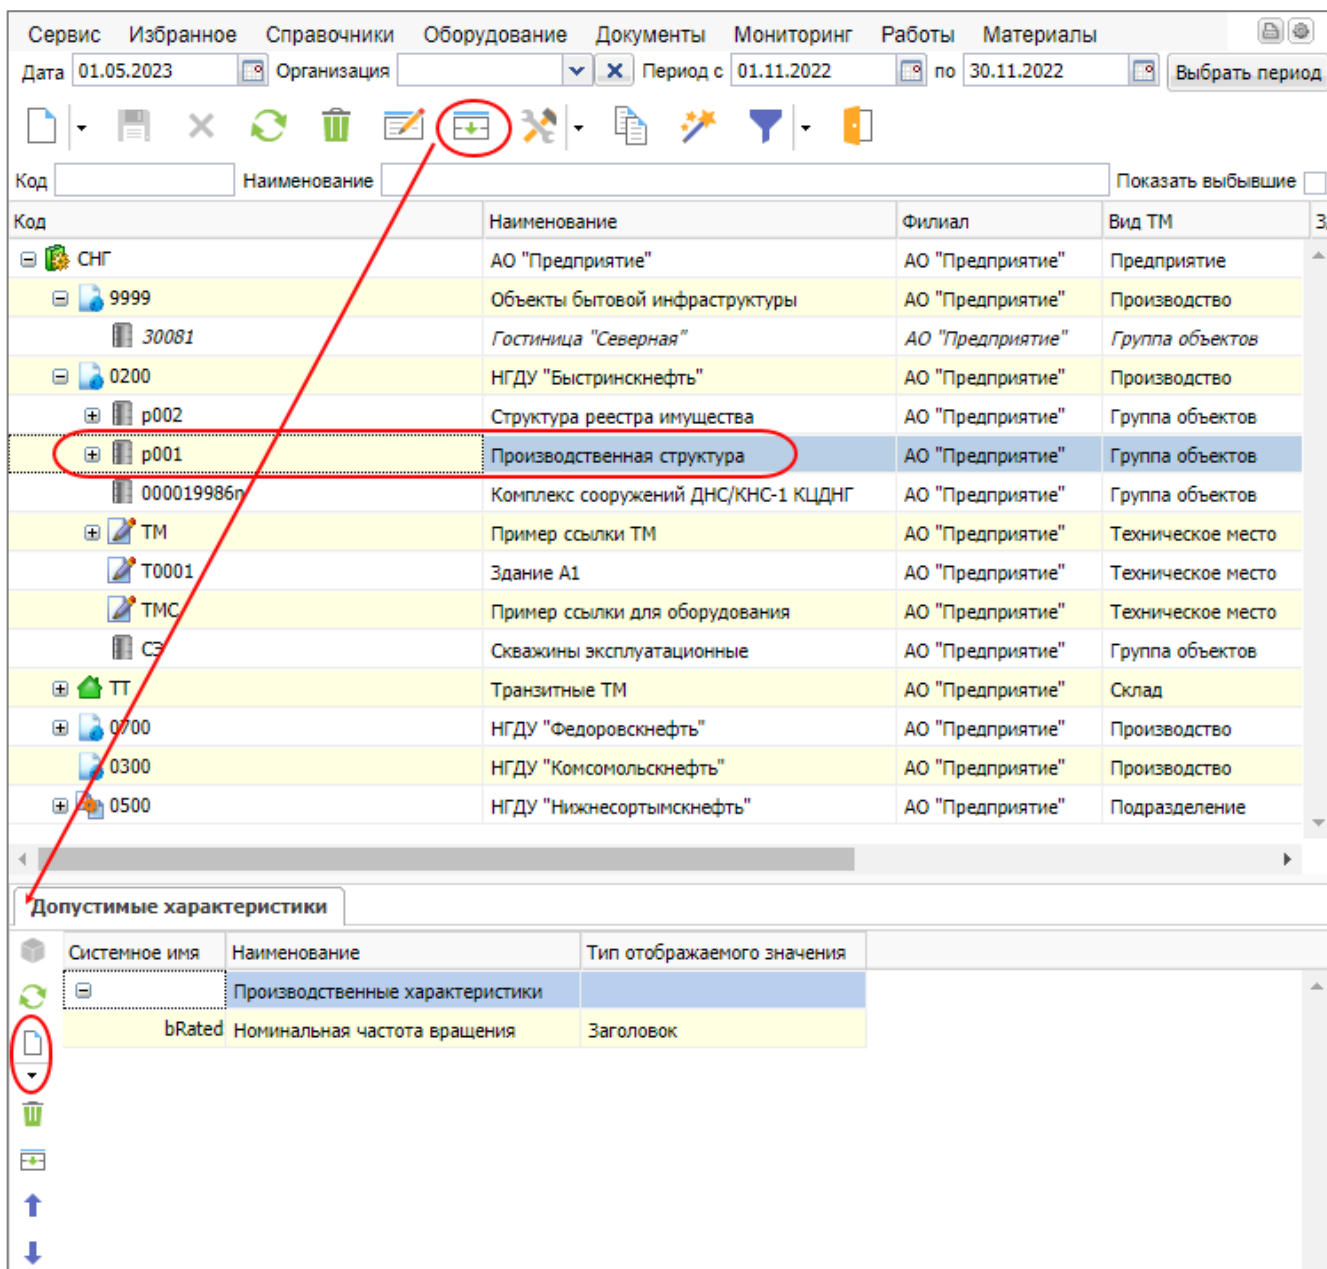 Сервис Избранное Справочники Оборудование Документы Мониторинг Работы Материалы
Дата 01.05.2023 Организация Период с 01.11.2022 по 30.11.2022 Выбрать период
Код Наименование Показать выбывшие
Код Наименование Филиал Вид ТМ
СНГ АО "Предприятие" АО "Предприятие" Предприятие
9999 Объекты бытовой инфраструктуры АО "Предприятие" Производство
30081 Гостиница "Северная" АО "Предприятие" Группа объектов
0200 НГДУ "Быстринскнефть" АО "Предприятие" Производство
р002 Структура реестра имущества АО "Предприятие" Группа объектов
р001 Производственная структура АО "Предприятие" Группа объектов
000019986п Комплекс сооружений ДНС/КНС-1 КЦДНГ АО "Предприятие" Группа объектов
ТМ Пример ссылки ТМ АО "Предприятие" Техническое место
Т0001 Здание А1 АО "Предприятие" Техническое место
ТМС Пример ссылки для оборудования АО "Предприятие" Техническое место
СЭ Скважины эксплуатационные АО "Предприятие" Группа объектов
ТТ Транзитные ТМ АО "Предприятие" Склад
0700 НГДУ "Федоровскнефть" АО "Предприятие" Производство
0300 НГДУ "Комсомольскнефть" АО "Предприятие" Производство
0500 НГДУ "Нижнесортымскнефть" АО "Предприятие" Подразделение
Допустимые характеристики
Системное имя Наименование Тип отображаемого значения
Производственные характеристики
bRated Номинальная частота вращения Заголовок